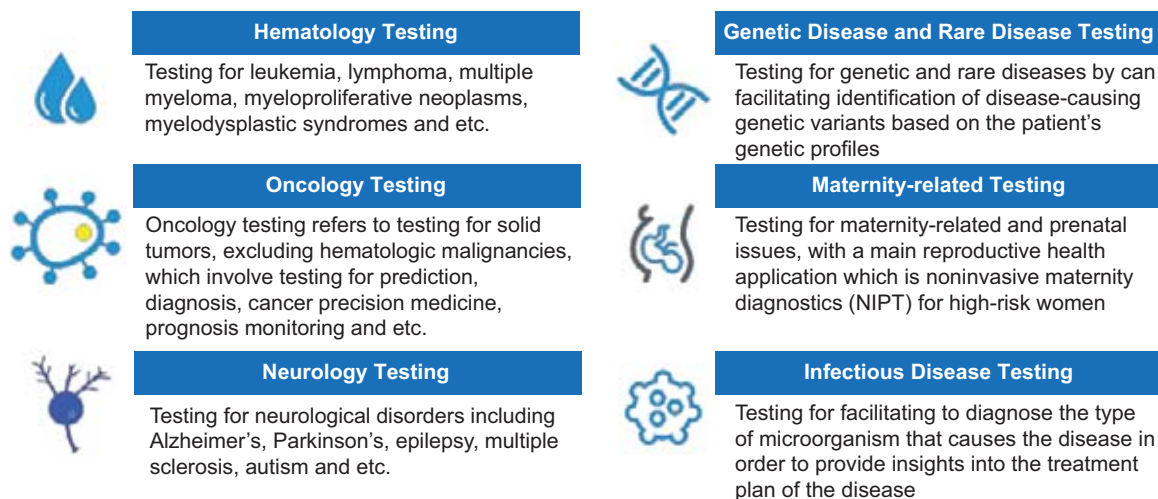 Hematology Testing
Testing for leukemia, lymphoma, multiple
myeloma, myeloproliferative neoplasms,
myelodysplastic syndromes and etc.
Oncology Testing
Oncology testing refers to testing for solid
tumors, excluding hematologic malignancies,
which involve testing for prediction,
diagnosis, cancer precision medicine,
prognosis monitoring and etc.
Neurology Testing
Testing for neurological disorders including
Alzheimer's, Parkinson's, epilepsy, multiple
sclerosis, autism and etc.
Genetic Disease and Rare Disease Testing
Testing for genetic and rare diseases by can
facilitating identification of disease-causing
genetic variants based on the patient's
genetic profiles
Maternity-related Testing
Testing for maternity-related and prenatal
issues, with a main reproductive health
application which is noninvasive maternity
diagnostics (NIPT) for high-risk women
Infectious Disease Testing
Testing for facilitating to diagnose the type
of microorganism that causes the disease in
order to provide insights into the treatment
plan of the disease